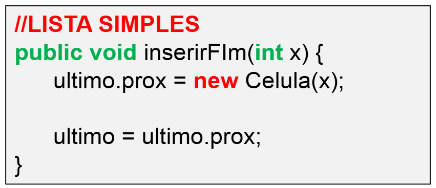 //LISTA SIMPLES
public void inserirFIm(int x) {
ultimo.prox = new Celula(x);
ultimo = ultimo.prox;
}